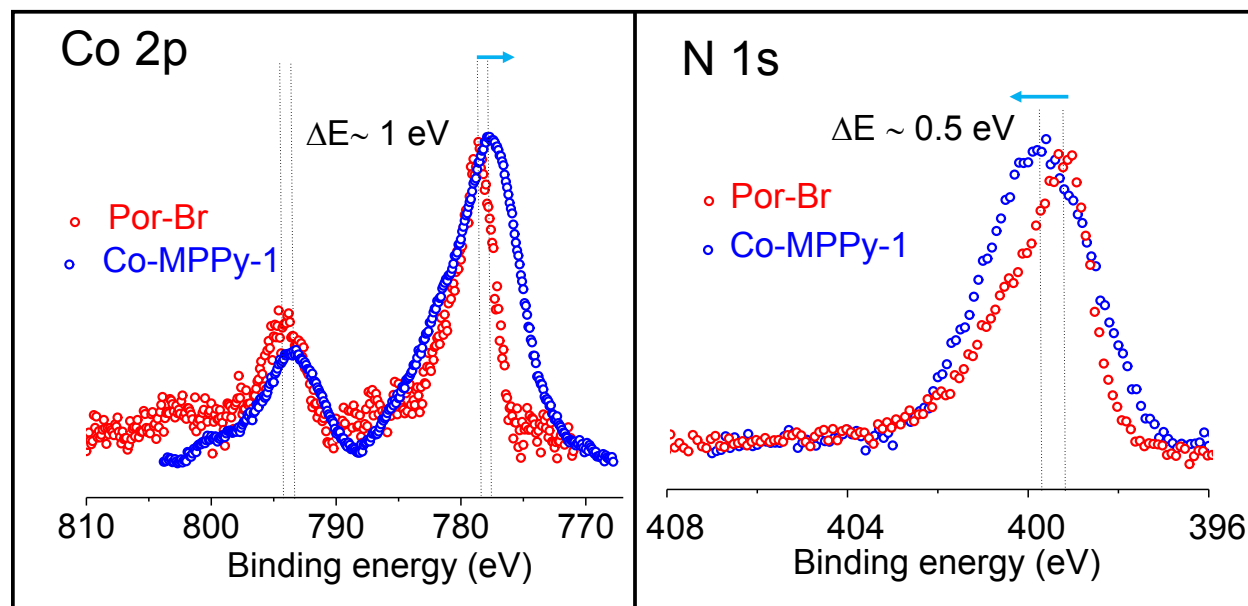 Co 2p
ΔE~ 1 eV
Por-Br
Co-MPPy-1
810 800 790 780 770
Binding energy (eV)
N 1s
ΔE ~ 0.5 eV
Por-Br
Co-MPPy-1
408 404 400 396
Binding energy (eV)